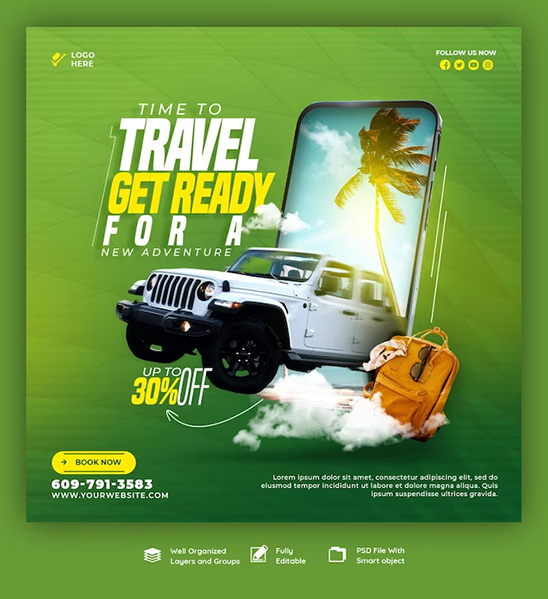 LOGO
HERE
FOLLOW US NOW
TIME TO
TRAVEL
GET READY
FOR A
NEW ADVENTURE
UP TO
30% OFF
BOOK NOW
609-791-3583
WWW.YOURWEBSITE.COM
Lorem ipsum dolor sit amet, consectetur adipiscing elit, sed do
eiusmod tempor incididunt ut labore et dolore magna aliqua. Quis
ipsum suspendisse ultrices gravida.
Well Organized
Layers and Groups
Fully
Editable
PSD File With
Smart object